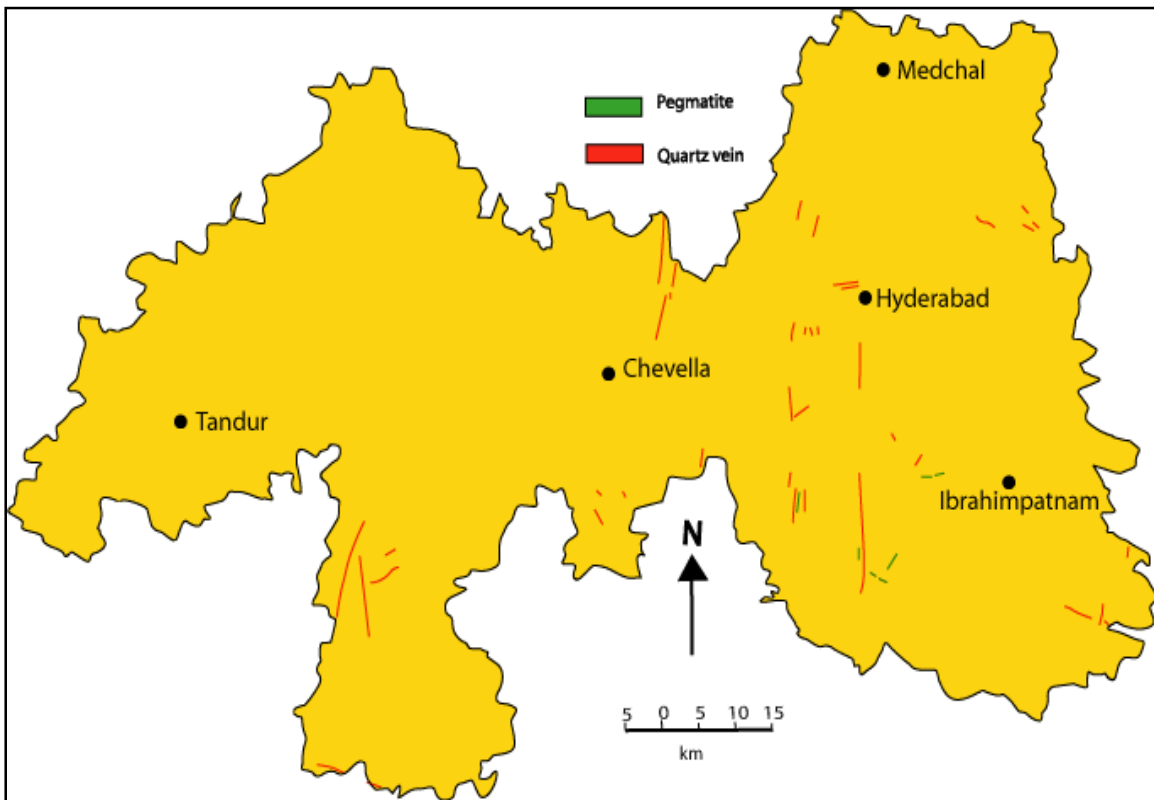 Medchal
Pegmatite
Quartz vein
Hyderabad
Chevella
Tandur
Ibrahimpatnam
N
5 0 5 10 15
km